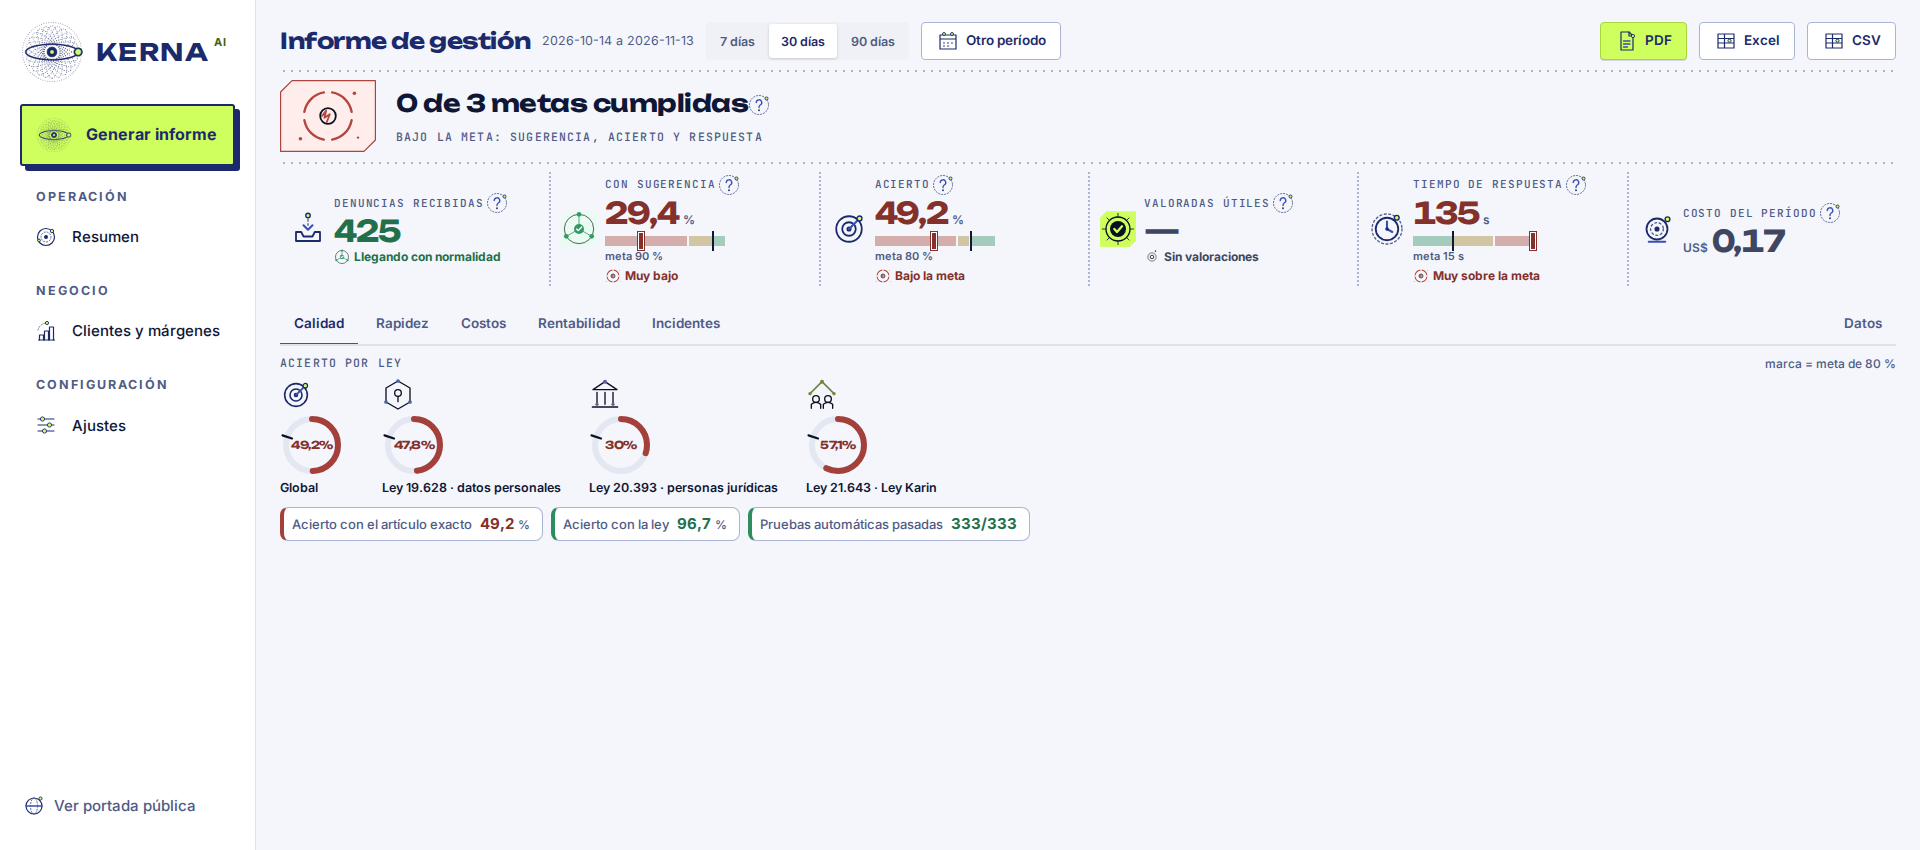 KERNA AI
Generar informe
OPERACIÓN
Resumen
NEGOCIO
Clientes y márgenes
CONFIGURACIÓN
Ajustes
Ver portada pública
Informe de gestión 2026-10-14 a 2026-11-13 7 días 30 días 90 días Otro período PDF Excel CSV
0 de 3 metas cumplidas ?
BAJO LA META: SUGERENCIA, ACIERTO Y RESPUESTA
DENUNCIAS RECIBIDAS ?
425
Llegando con normalidad
CON SUGERENCIA ?
29,4 %
meta 90 %
Muy bajo
ACIERTO ?
49,2 %
meta 80 %
Bajo la meta
VALORADAS ÚTILES ?
—
Sin valoraciones
TIEMPO DE RESPUESTA ?
135 s
meta 15 s
Muy sobre la meta
COSTO DEL PERÍODO ?
US$ 0,17
Calidad Rapidez Costos Rentabilidad Incidentes Datos
ACIERTO POR LEY marca = meta de 80 %
49,2% 47,8% 30% 57,1%
Global Ley 19.628 · datos personales Ley 20.393 · personas jurídicas Ley 21.643 · Ley Karin
Acierto con el artículo exacto 49,2 % Acierto con la ley 96,7 % Pruebas automáticas pasadas 333/333